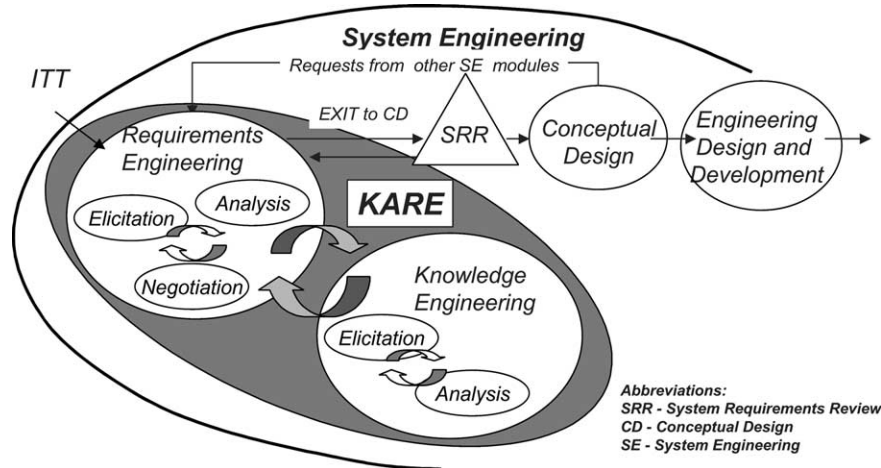 System Engineering
Requests from other SE modules
ITT
EXIT to CD
Requirements
Engineering
SRR
Conceptual
Design
Engineering
Design and
Development
Elicitation
Analysis
Negotiation
KARE
Knowledge
Engineering
Elicitation
Analysis
Abbreviations:
SRR - System Requirements Review
CD - Conceptual Design
SE - System Engineering